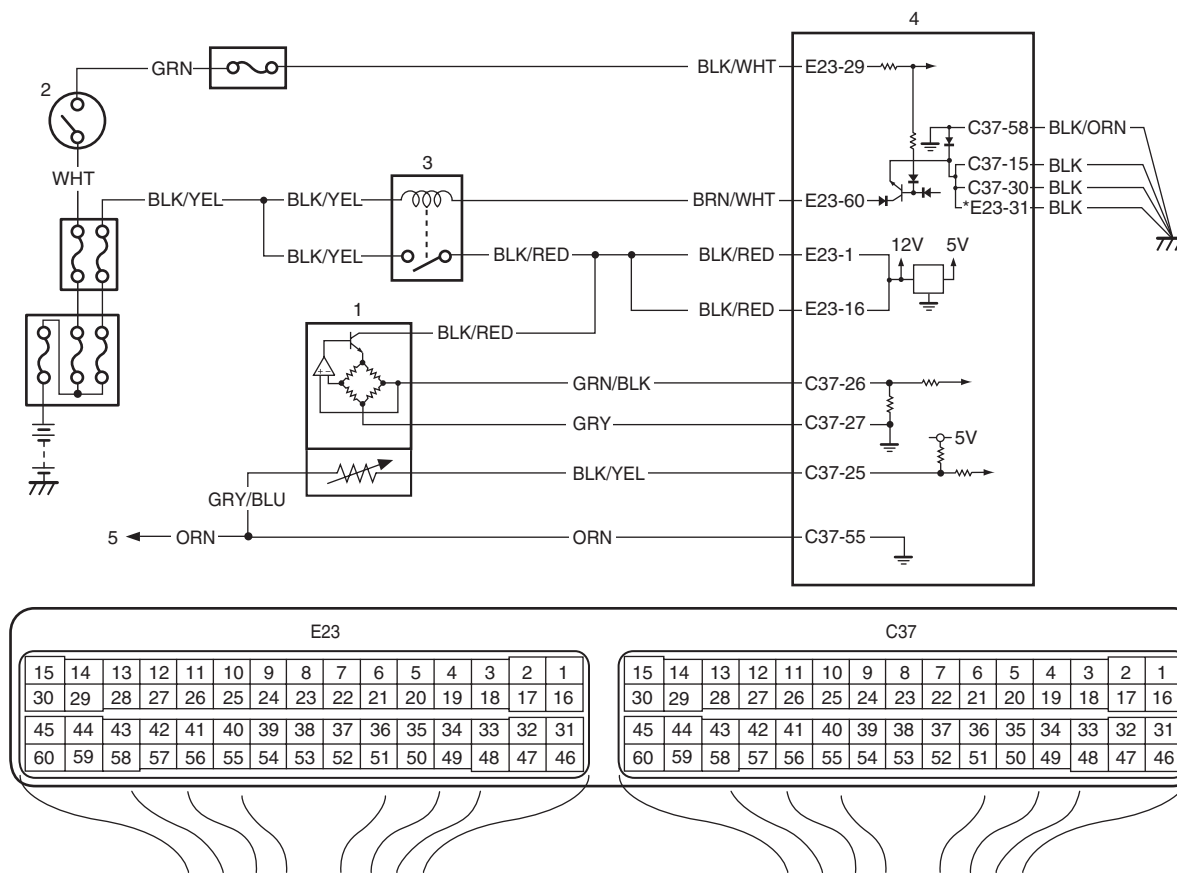 4
GRN BLK/WHT E23-29
2
C37-58 BLK/ORN
3
C37-15 BLK
WHT
C37-30 BLK
BLK/YEL BLK/YEL BRN/WHT E23-60
*E23-31 BLK
12V 5V
BLK/YEL BLK/RED BLK/RED E23-1
1
BLK/RED E23-16
BLK/RED
GRN/BLK C37-26
GRY C37-27
5V
BLK/YEL C37-25
GRY/BLU
5 ORN ORN C37-55
E23 C37
15 14 13 12 11 10 9 8 7 6 5 4 3 2 1 15 14 13 12 11 10 9 8 7 6 5 4 3 2 1
30 29 28 27 26 25 24 23 22 21 20 19 18 17 16 30 29 28 27 26 25 24 23 22 21 20 19 18 17 16
45 44 43 42 41 40 39 38 37 36 35 34 33 32 31 45 44 43 42 41 40 39 38 37 36 35 34 33 32 31
60 59 58 57 56 55 54 53 52 51 50 49 48 47 46 60 59 58 57 56 55 54 53 52 51 50 49 48 47 46